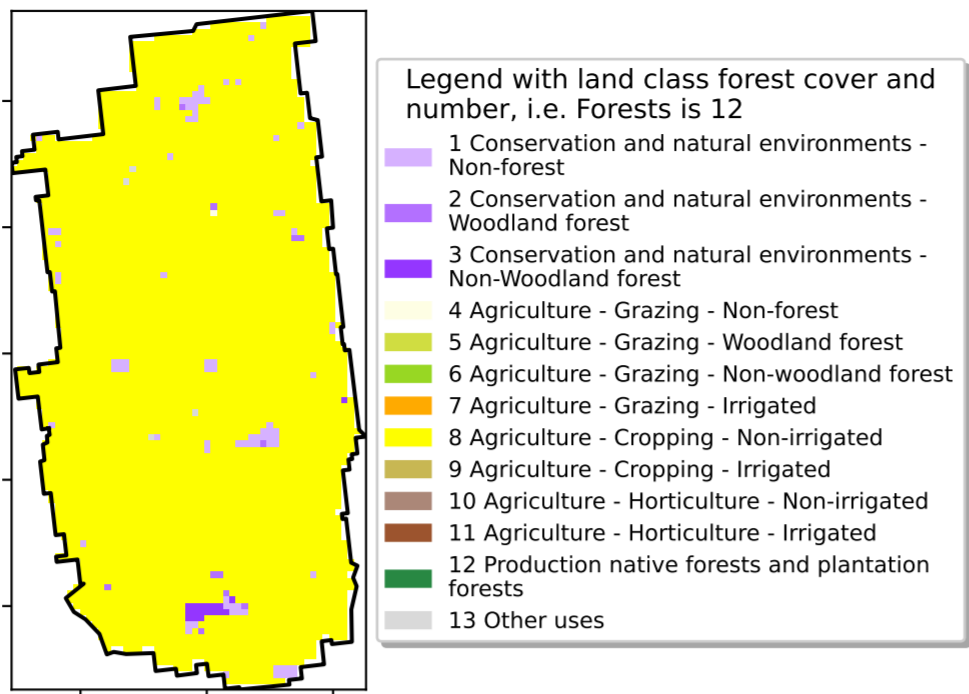 Legend with land class forest cover and
number, i.e. Forests is 12
1 Conservation and natural environments -
Non-forest
2 Conservation and natural environments -
Woodland forest
3 Conservation and natural environments -
Non-Woodland forest
4 Agriculture - Grazing - Non-forest
5 Agriculture - Grazing - Woodland forest
6 Agriculture - Grazing - Non-woodland forest
7 Agriculture - Grazing - Irrigated
8 Agriculture - Cropping - Non-irrigated
9 Agriculture - Cropping - Irrigated
10 Agriculture - Horticulture - Non-irrigated
11 Agriculture - Horticulture - Irrigated
12 Production native forests and plantation
forests
13 Other uses